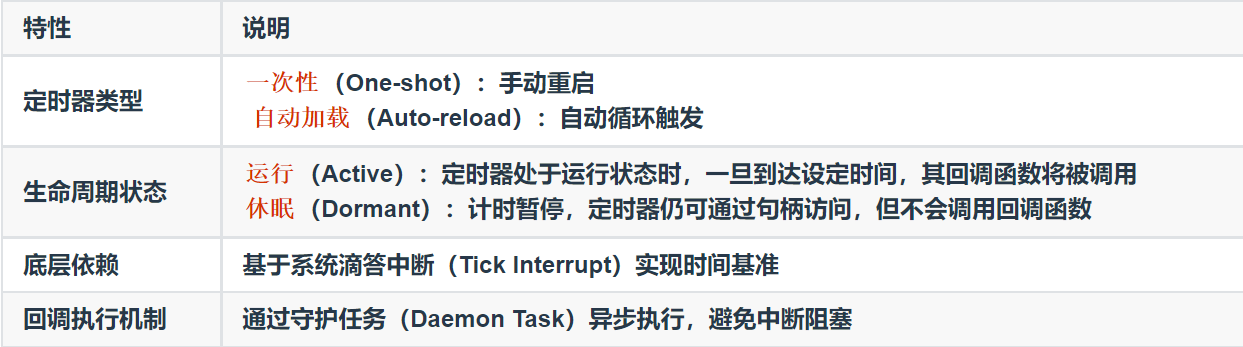 特性 说明
定时器类型
一次性（One-shot）：手动重启
自动加载（Auto-reload）：自动循环触发
生命周期状态
运行（Active）：定时器处于运行状态时，一旦到达设定时间，其回调函数将被调用
休眠（Dormant）：计时暂停，定时器仍可通过句柄访问，但不会调用回调函数
底层依赖 基于系统滴答中断（Tick Interrupt）实现时间基准
回调执行机制 通过守护任务（Daemon Task）异步执行，避免中断阻塞